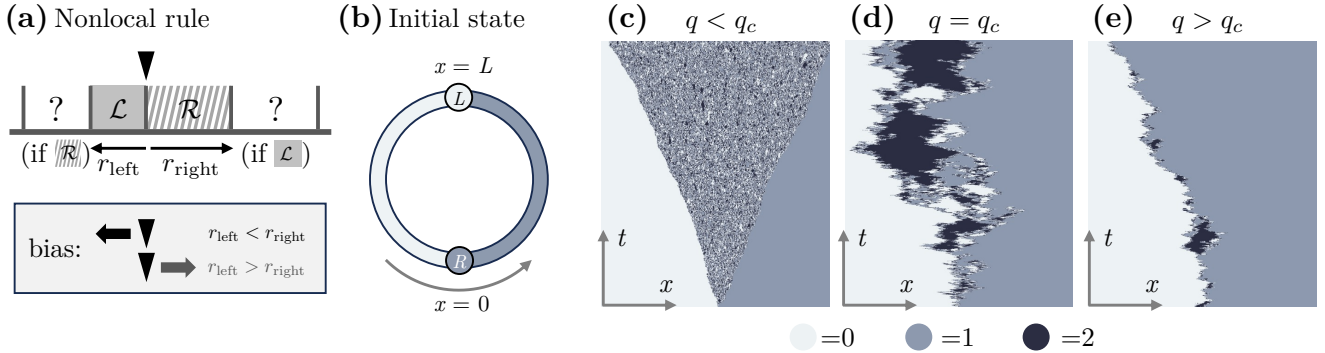 (a) Nonlocal rule
? ℒ ℛ ?
(if ℛ) r_left r_right (if ℒ)
bias:
r_left < r_right
r_left > r_right
(b) Initial state
x = L
L
R
x = 0
(c) q < q_c
t
x
(d) q = q_c
t
x
(e) q > q_c
t
x
=0 =1 =2